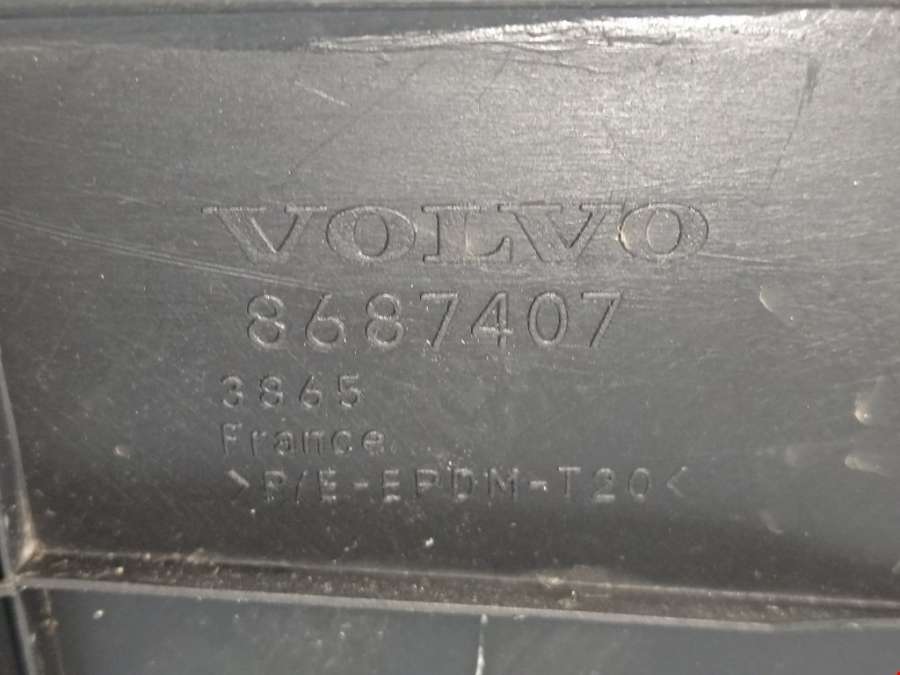 VOLVO
8687407
3865
France
>P/E-EPDM-T20<